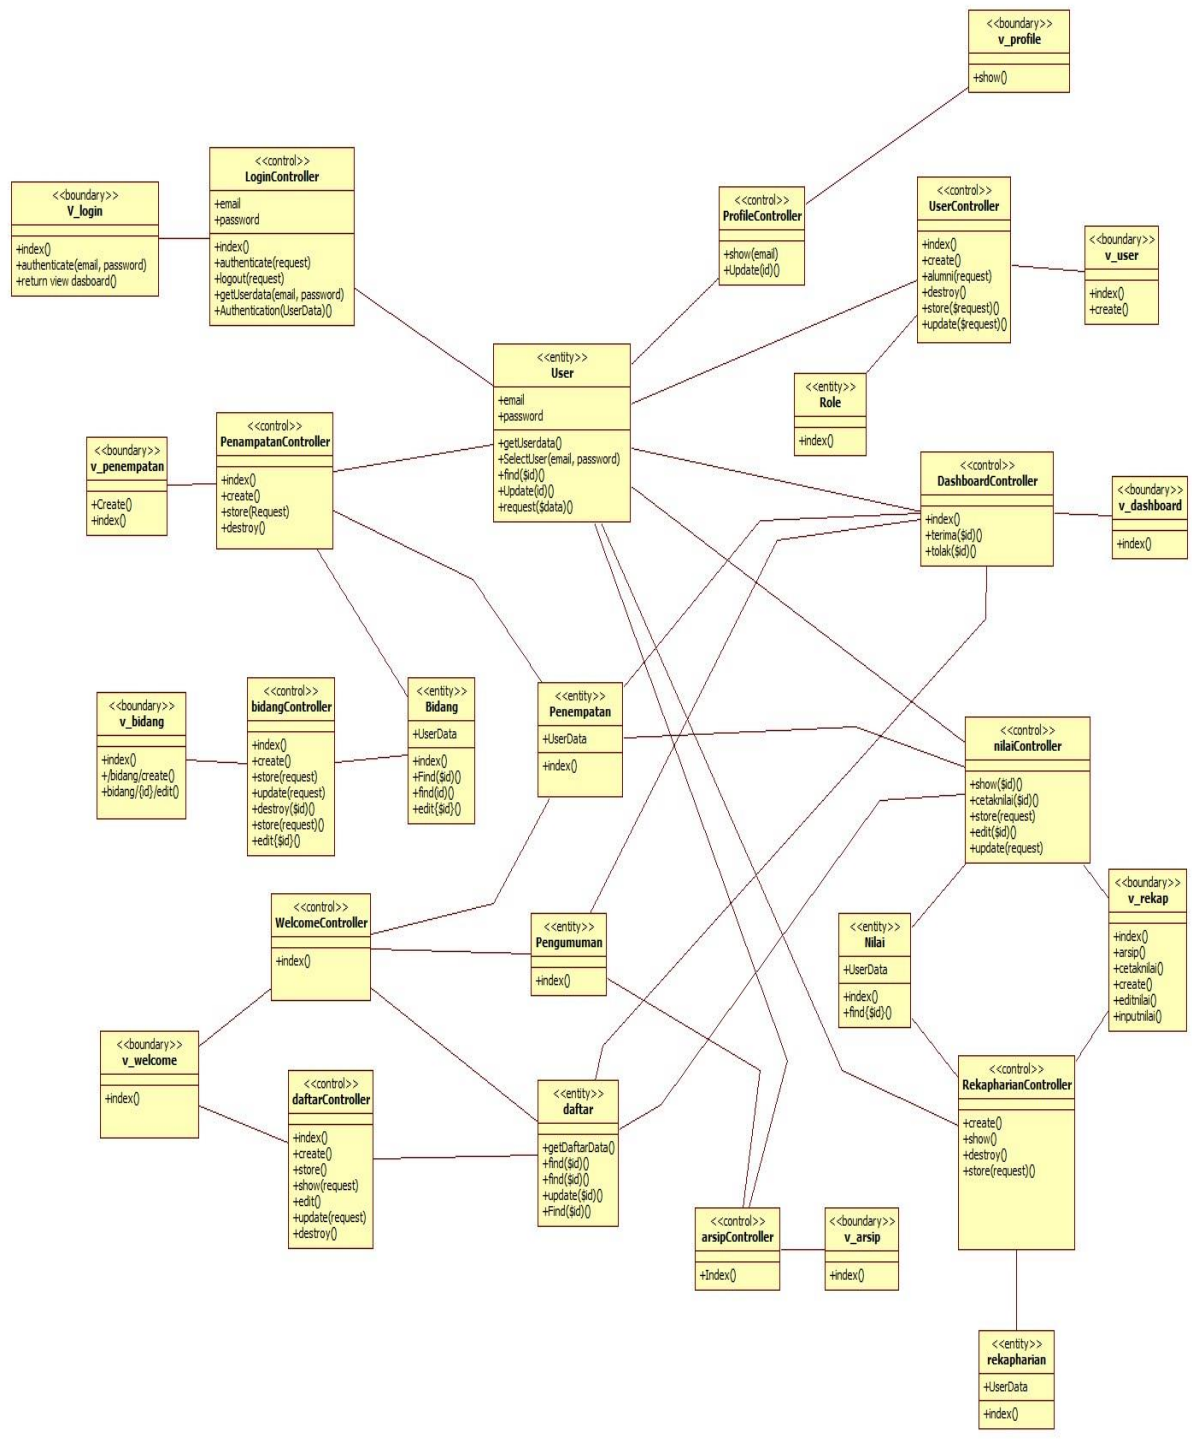 <<boundary>>
v_profile
+show()
<<control>>
LoginController
+email
+password
+index()
+authenticate(request)
+logout(request)
+getUserdata(email, password)
+Authentication(UserData)()
<<boundary>>
V_login
+index()
+authenticate(email, password)
+return view dasboard()
<<control>>
ProfileController
+show(email)
+Update(id)()
<<control>>
UserController
+index()
+create()
+alumni(request)
+destroy()
+store($request)()
+update($request)()
<<boundary>>
v_user
+index()
+create()
<<entity>>
User
+email
+password
+getUserdata()
+SelectUser(email, password)
+find($id)()
+Update(id)()
+request($data)()
<<entity>>
Role
+index()
<<control>>
PenampatanController
+index()
+create()
+store(Request)
+destroy()
<<boundary>>
v_penempatan
+Create()
+index()
<<control>>
DashboardController
+index()
+terima($id)()
+tolak($id)()
<<boundary>>
v_dashboard
+index()
<<boundary>>
v_bidang
+index()
+/bidang/create()
+bidang/{id}/edit()
<<control>>
bidangController
+index()
+create()
+store(request)
+update(request)
+destroy($id)()
+store(request)()
+edit{$id}()
<<entity>>
Bidang
+UserData
+index()
+Find($id)()
+find(id)()
+edit{$id}()
<<entity>>
Penempatan
+UserData
+index()
<<control>>
nilaiController
+show($id)()
+cetaknilai($id)()
+store(request)
+edit($id)()
+update(request)
<<control>>
WelcomeController
+index()
<<entity>>
Pengumuman
+index()
<<entity>>
Nilai
+UserData
+index()
+find{$id}()
<<boundary>>
v_rekap
+index()
+arsip()
+cetaknilai()
+create()
+editnilai()
+inputnilai()
<<boundary>>
v_welcome
+index()
<<control>>
daftarController
+index()
+create()
+store()
+show(request)
+edit()
+update(request)
+destroy()
<<entity>>
daftar
+getDaftarData()
+find($id)()
+find($id)()
+update($id)()
+Find($id)()
<<control>>
RekapharianController
+create()
+show()
+destroy()
+store(request)()
<<control>>
arsipController
+Index()
<<boundary>>
v_arsip
+index()
<<entity>>
rekapharian
+UserData
+index()